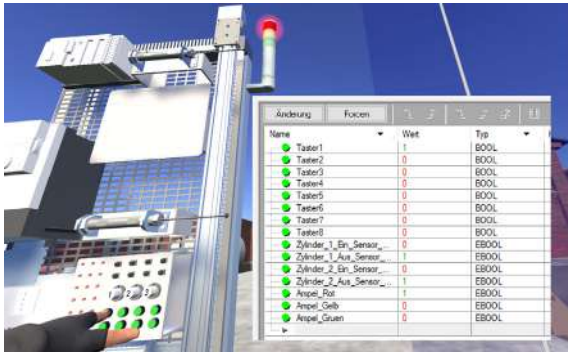 Änderung Forcen
Name Wert Typ
Taster1 1 BOOL
Taster2 0 BOOL
Taster3 0 BOOL
Taster4 0 BOOL
Taster5 0 BOOL
Taster6 0 BOOL
Taster7 0 BOOL
Taster8 0 BOOL
Zylinder_1_Ein_Sensor_... 0 EBOOL
Zylinder_1_Aus_Sensor_... 1 EBOOL
Zylinder_2_Ein_Sensor_... 0 EBOOL
Zylinder_2_Aus_Sensor_... 1 EBOOL
Ampel_Rot 1 EBOOL
Ampel_Gelb 0 EBOOL
Ampel_Gruen 0 EBOOL